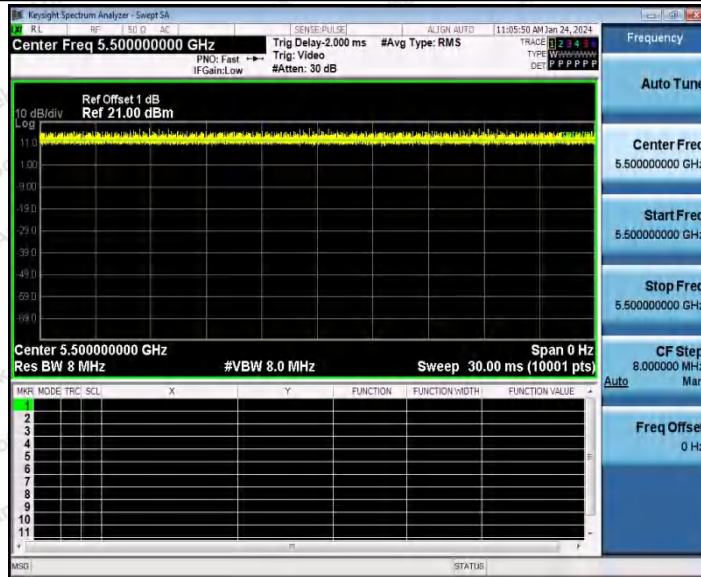 Keysight Spectrum Analyzer - Swept SA
RL RF 50 Ω AC SENSE:PULSE ALIGN AUTO 11:05:50 AM Jan 24, 2024
Center Freq 5.500000000 GHz Trig Delay-2.000 ms #Avg Type: RMS TRACE 1 2 3 4 5 6 Frequency
PNO: Fast Trig: Video TYPE
IFGain:Low #Atten: 30 dB DET P P P P P P
Auto Tune
Ref Offset 1 dB
10 dB/div Ref 21.00 dBm
Log
11.0
1.00
-9.00
-19.0
-29.0
-39.0
-49.0
-59.0
-69.0
Center Freq
5.500000000 GHz
Start Freq
5.500000000 GHz
Stop Freq
5.500000000 GHz
Center 5.500000000 GHz Span 0 Hz
Res BW 8 MHz #VBW 8.0 MHz Sweep 30.00 ms (10001 pts)
CF Step
8.000000 MHz
Auto Man
MKR MODE TRC SCL X Y FUNCTION FUNCTION WIDTH FUNCTION VALUE
1
2
3
4
5
6
7
8
9
10
11
Freq Offset
0 Hz
MSG STATUS